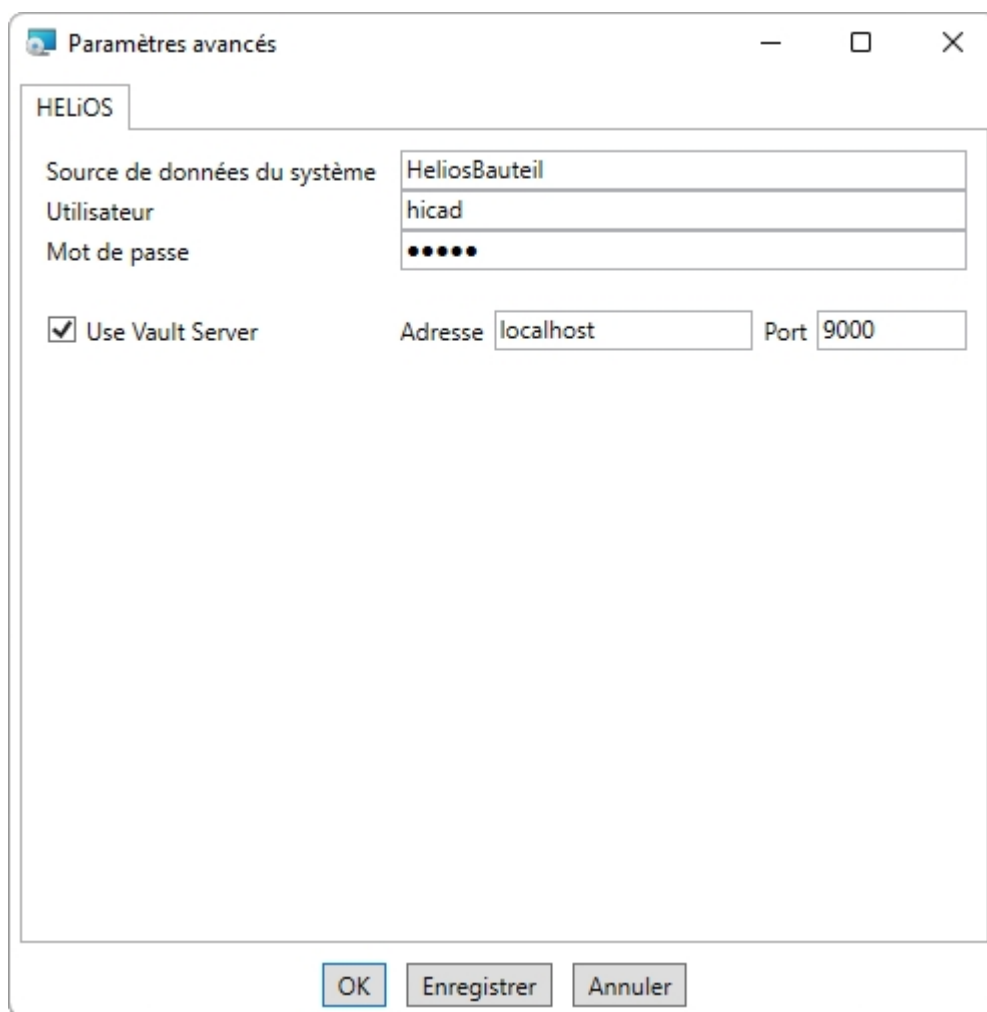 Paramètres avancés
HELiOS
Source de données du système HeliosBauteil
Utilisateur hicad
Mot de passe •••••
Use Vault Server Adresse localhost Port 9000
OK Enregistrer Annuler